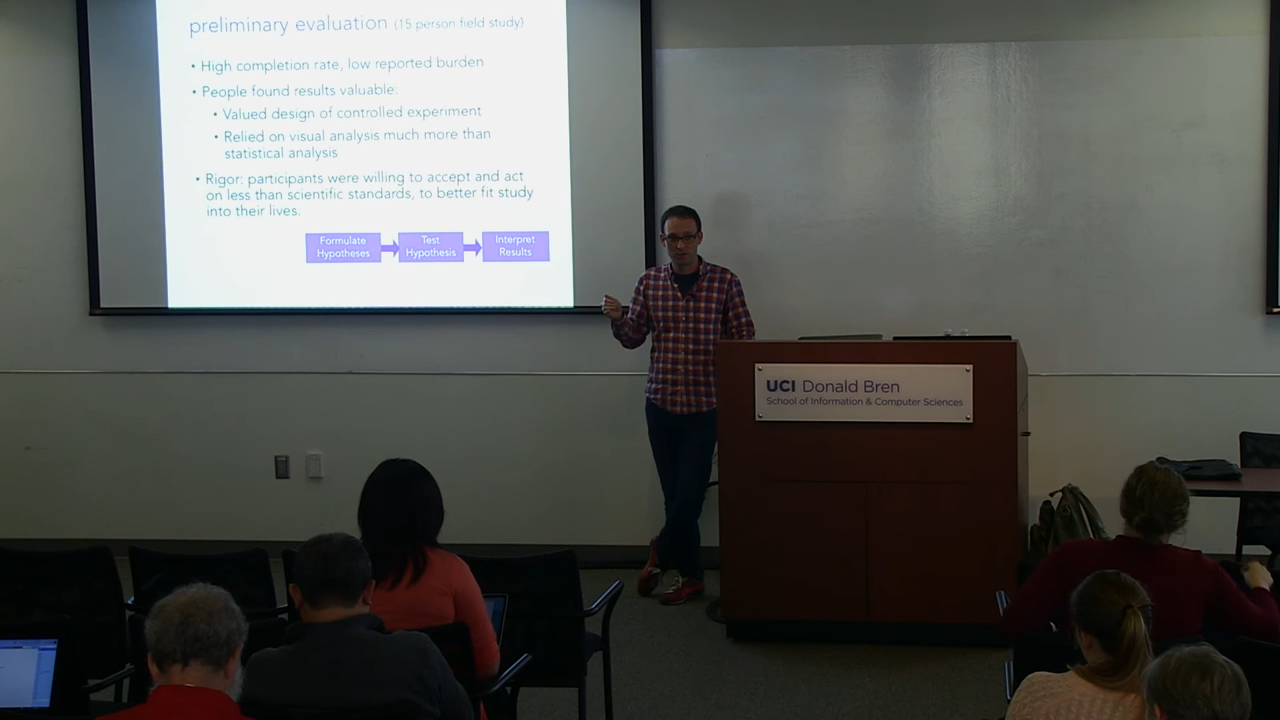 preliminary evaluation (15 person field study)
• High completion rate, low reported burden
• People found results valuable:
• Valued design of controlled experiment
• Relied on visual analysis much more than
statistical analysis
• Rigor: participants were willing to accept and act
on less than scientific standards, to better fit study
into their lives.
Formulate
Hypotheses
Test
Hypothesis
Interpret
Results
UCI Donald Bren
School of Information & Computer Sciences